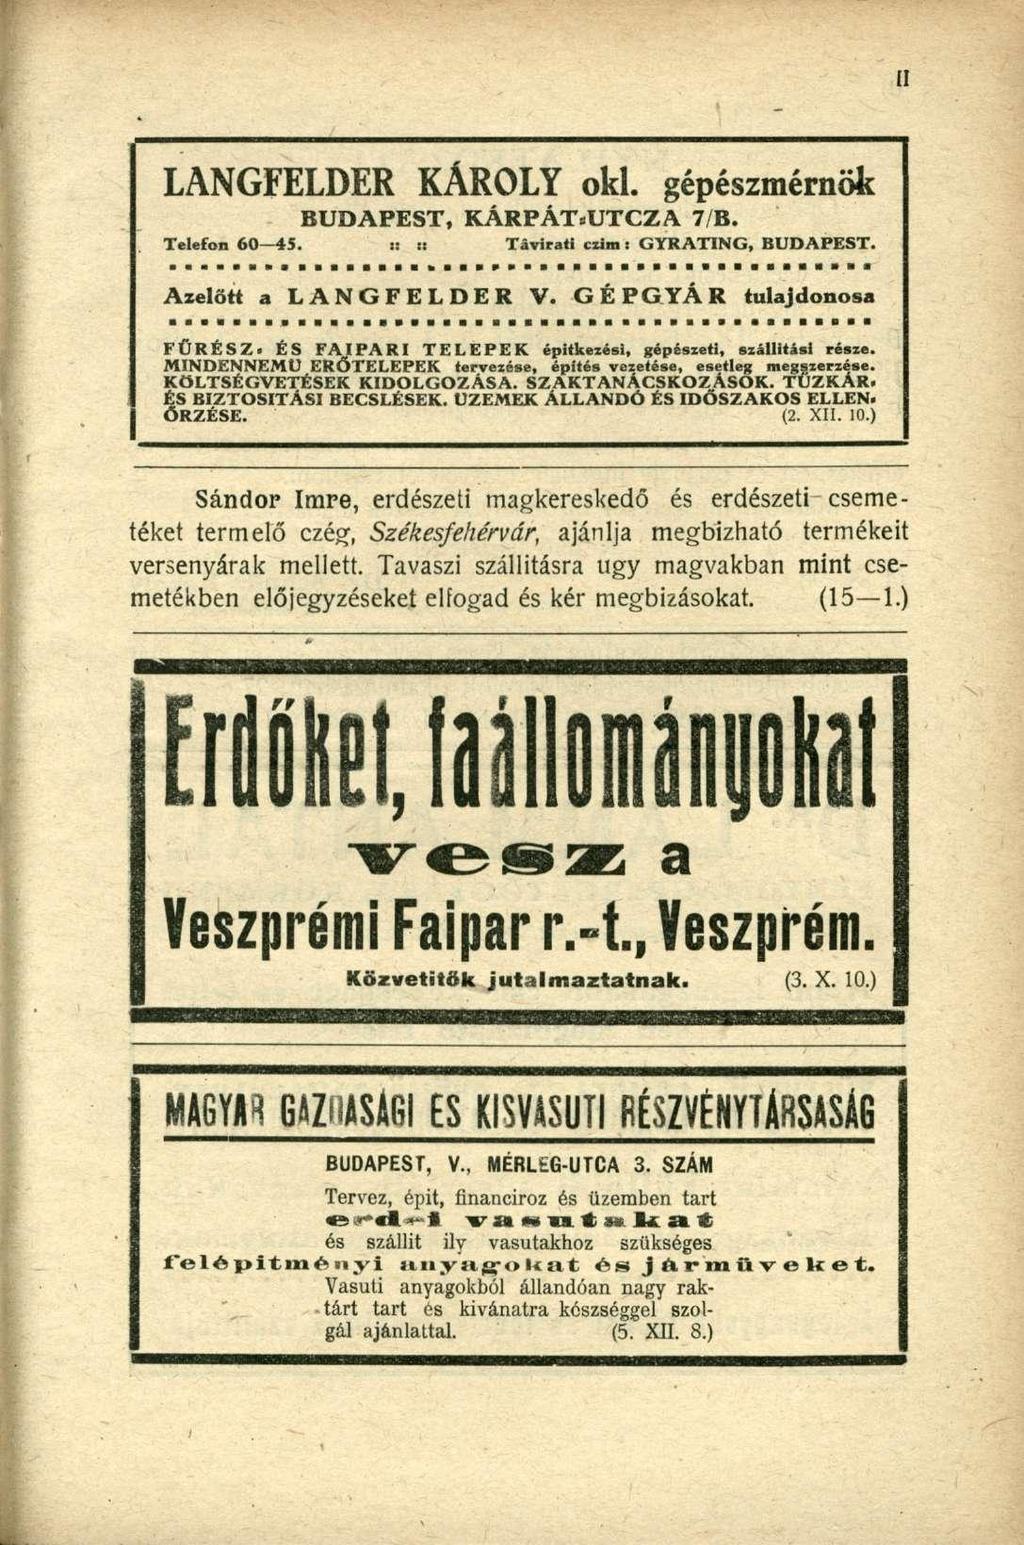 II
LANGFELDER KÁROLY okl. gépészmérnök
BUDAPEST, KÁRPÁT-UTCZA 7/B.
Telefon 60—45. :: :: Távirati czim: GYRATING, BUDAPEST.
Azelőtt a LANGFELDER V. GÉPGYÁR tulajdonosa
FŰRÉSZ- ÉS FAIPARI TELEPEK épitkezési, gépészeti, szállitási része.
MINDENNEMŰ ERŐTELEPEK tervezése, épités vezetése, esetleg megszerzése.
KÖLTSÉGVETÉSEK KIDOLGOZÁSA. SZAKTANÁCSKOZÁSOK. TŰZKÁR-
ÉS BIZTOSITÁSI BECSLÉSEK. ÜZEMEK ÁLLANDÓ ÉS IDŐSZAKOS ELLEN-
ŐRZÉSE. (2. XII. 10.)
Sándor Imre, erdészeti magkereskedő és erdészeti cseme-
téket termelő czég, Székesfehérvár, ajánlja megbizható termékeit
versenyárak mellett. Tavaszi szállitásra ugy magvakban mint cse-
metékben előjegyzéseket elfogad és kér megbizásokat. (15—1.)
Erdőket, faállományokat
vesz a
Veszprémi Faipar r.-t., Veszprém.
Közvetitők jutalmaztatnak. (3. X. 10.)
MAGYAR GAZDASÁGI ES KISVASUTI RÉSZVÉNYTÁRSASÁG
BUDAPEST, V., MÉRLEG-UTCA 3. SZÁM
Tervez, épit, financiroz és üzemben tart
erdei vasutakat
és szállit ily vasutakhoz szükséges
felépitményi anyagokat és járműveket.
Vasuti anyagokból állandóan nagy rak-
tárt tart és kivánatra készséggel szol-
gál ajánlattal. (5. XII. 8.)